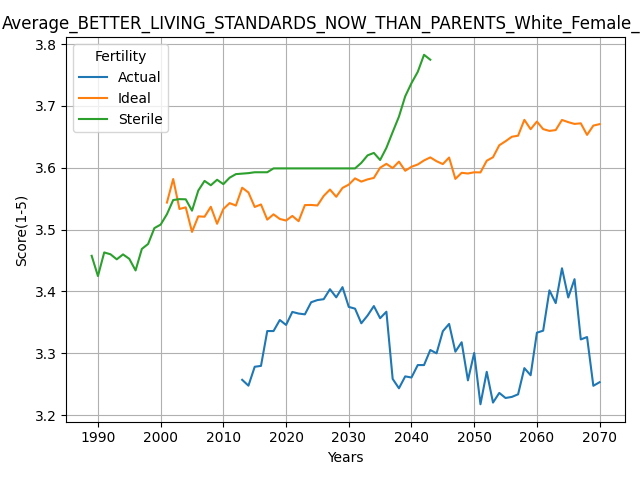 Average_BETTER_LIVING_STANDARDS_NOW_THAN_PARENTS_White_Female_
Fertility
Actual
Ideal
Sterile
Score(1-5)
3.8
3.7
3.6
3.5
3.4
3.3
3.2
1990 2000 2010 2020 2030 2040 2050 2060 2070
Years